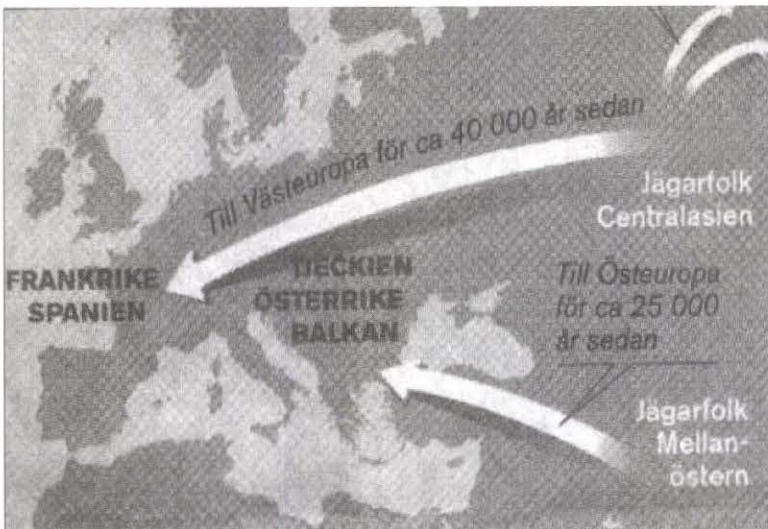 Till Västeuropa för ca 40 000 år sedan
Jägarfolk
Centralasien
FRANKRIKE
SPANIEN
TJECKIEN
ÖSTERRIKE
BALKAN
Till Östeuropa
för ca 25 000
år sedan
Jägarfolk
Mellan-
östern